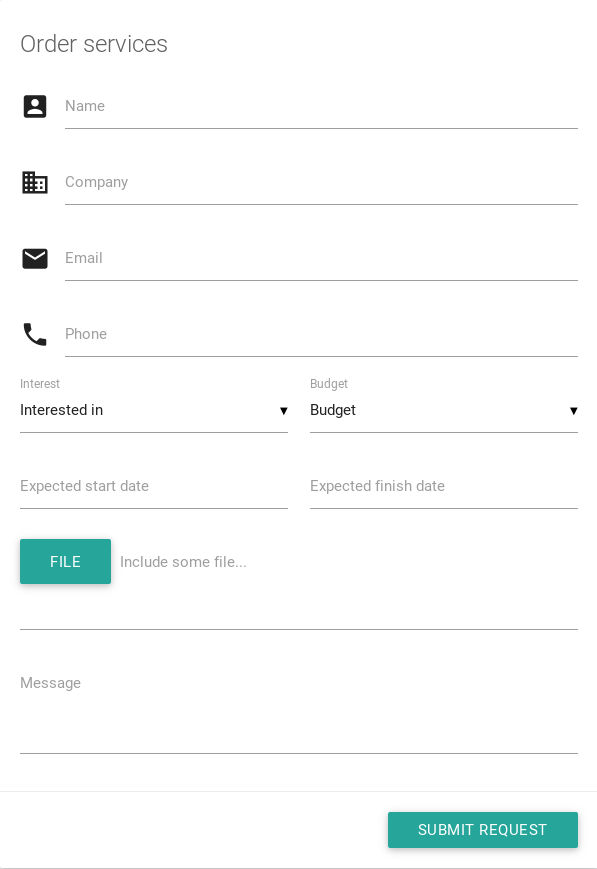 Order services
Name
Company
Email
Phone
Interest Budget
Interested in ▼ Budget ▼
Expected start date Expected finish date
FILE Include some file...
Message
SUBMIT REQUEST